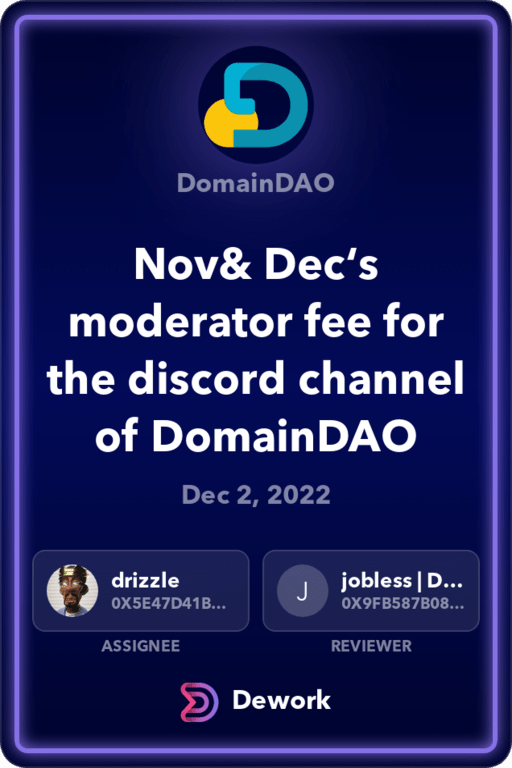 DomainDAO
Nov& Dec‘s
moderator fee for
the discord channel
of DomainDAO
Dec 2, 2022
drizzle
0X5E47D41B...
ASSIGNEE
J
jobless | D...
0X9FB587B08...
REVIEWER
Dework